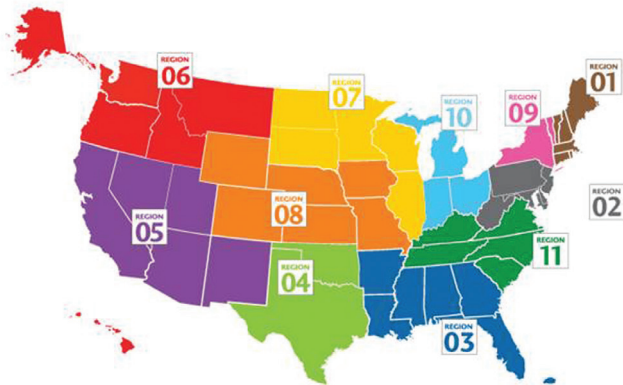 REGION
06
REGION
07
REGION
10
REGION
09
REGION
01
REGION
02
REGION
05
REGION
08
REGION
11
REGION
04
REGION
03